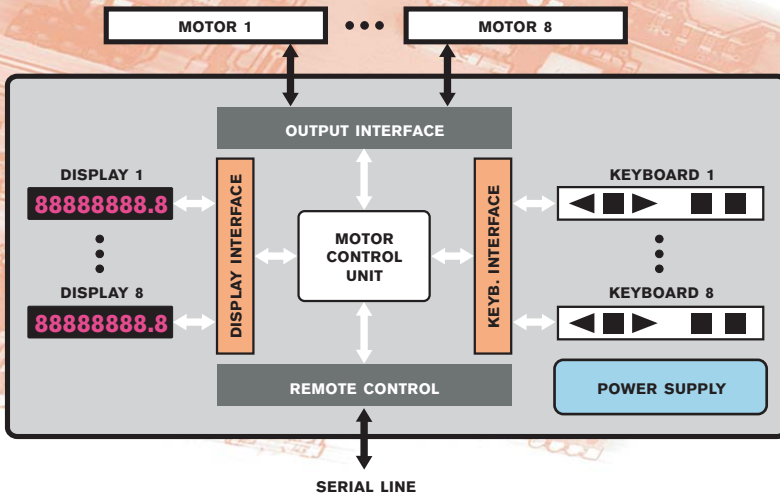 MOTOR 1
MOTOR 8
OUTPUT INTERFACE
DISPLAY 1
88888888.8
DISPLAY 8
88888888.8
DISPLAY INTERFACE
MOTOR
CONTROL
UNIT
KEYB. INTERFACE
KEYBOARD 1
KEYBOARD 8
REMOTE CONTROL
POWER SUPPLY
SERIAL LINE